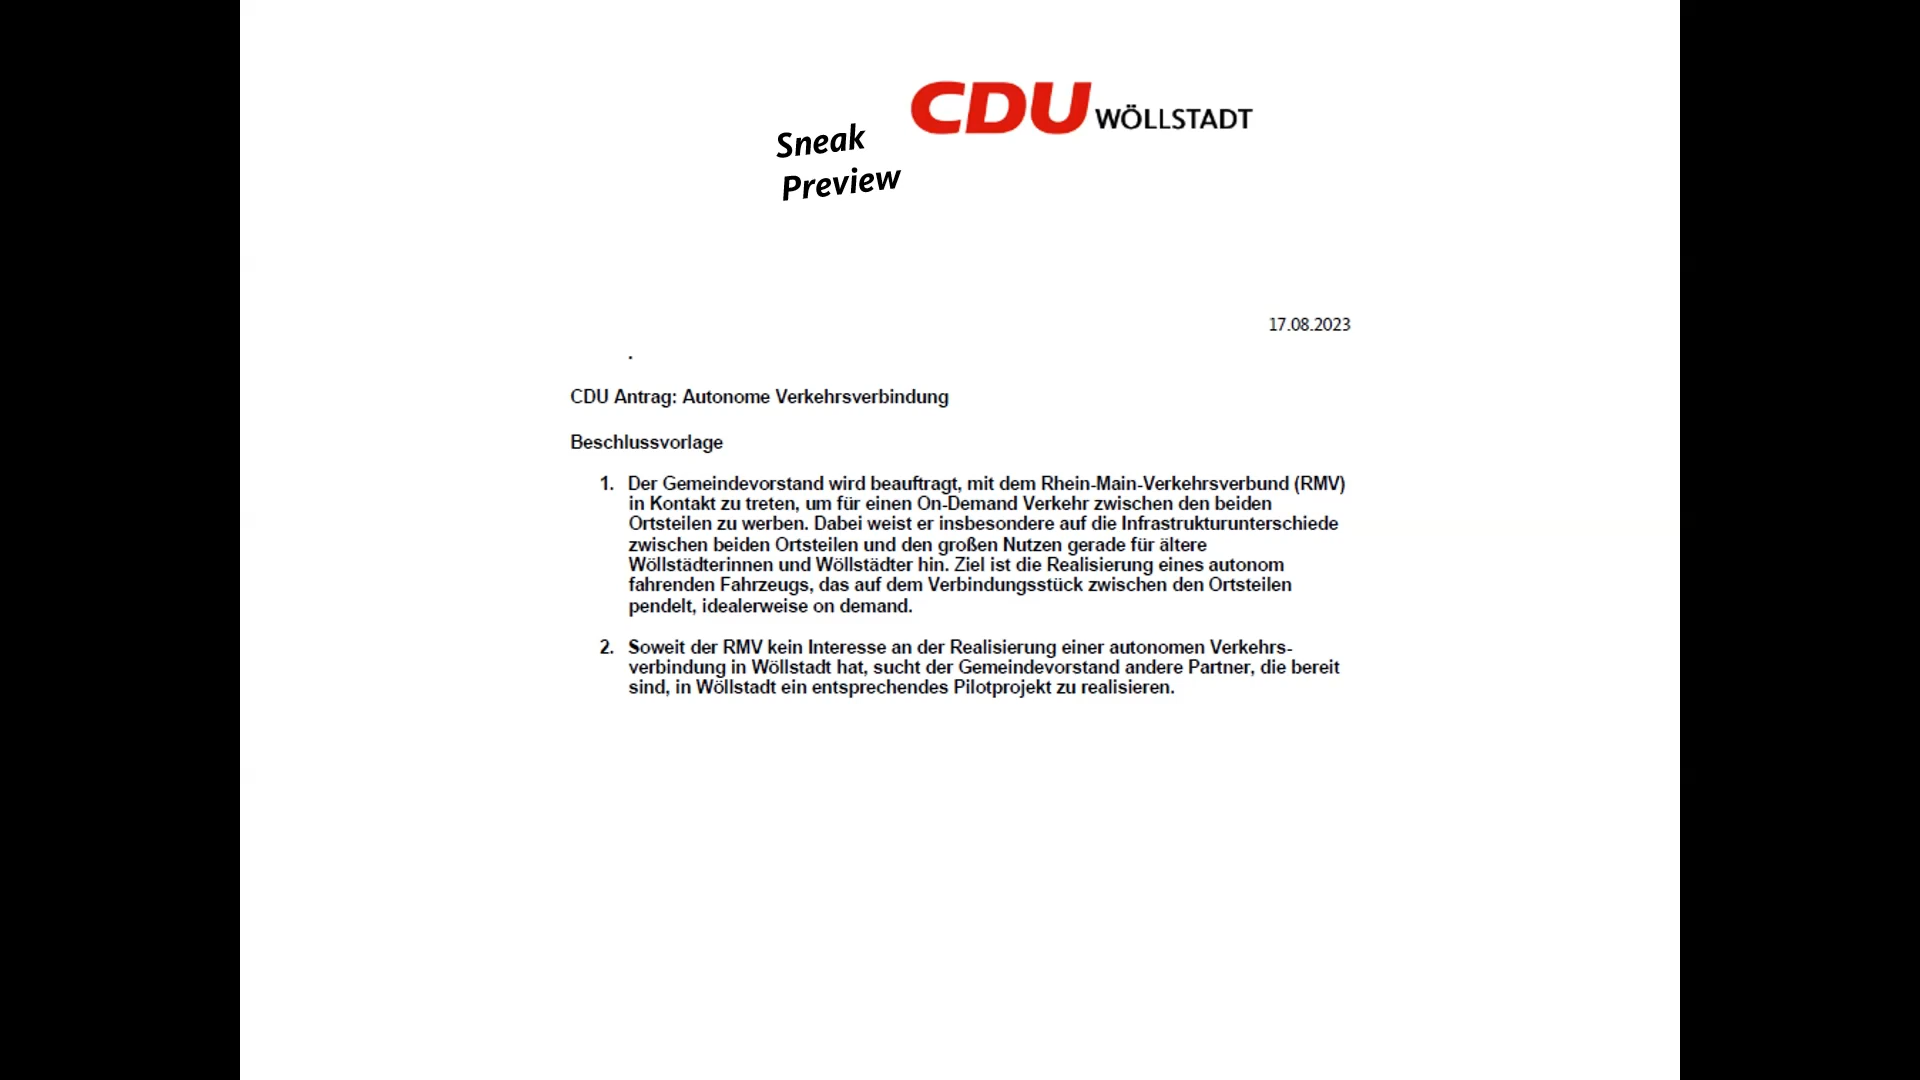 CDU WÖLLSTADT
Sneak
Preview
17.08.2023
.
CDU Antrag: Autonome Verkehrsverbindung
Beschlussvorlage
1. Der Gemeindevorstand wird beauftragt, mit dem Rhein-Main-Verkehrsverbund (RMV)
in Kontakt zu treten, um für einen On-Demand Verkehr zwischen den beiden
Ortsteilen zu werben. Dabei weist er insbesondere auf die Infrastrukturunterschiede
zwischen beiden Ortsteilen und den großen Nutzen gerade für ältere
Wöllstädterinnen und Wöllstädter hin. Ziel ist die Realisierung eines autonom
fahrenden Fahrzeugs, das auf dem Verbindungsstück zwischen den Ortsteilen
pendelt, idealerweise on demand.
2. Soweit der RMV kein Interesse an der Realisierung einer autonomen Verkehrs-
verbindung in Wöllstadt hat, sucht der Gemeindevorstand andere Partner, die bereit
sind, in Wöllstadt ein entsprechendes Pilotprojekt zu realisieren.